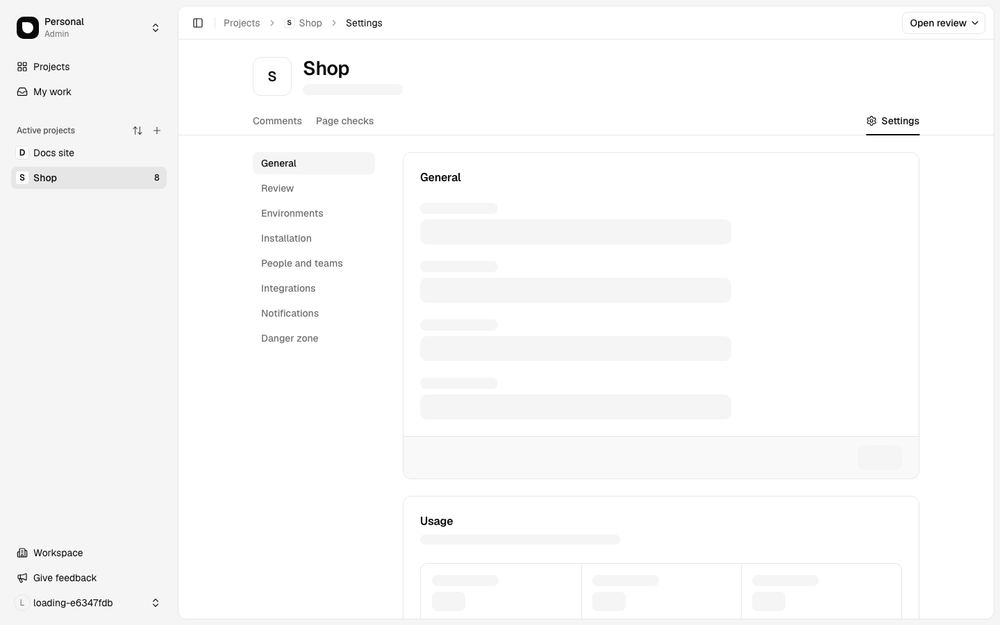 Personal
Admin
Projects
My work
Active projects
D Docs site
S Shop 8
Workspace
Give feedback
L loading-e6347fdb
Projects S Shop Settings
Open review
S
Shop
Comments Page checks
Settings
General
Review
Environments
Installation
People and teams
Integrations
Notifications
Danger zone
General
Usage